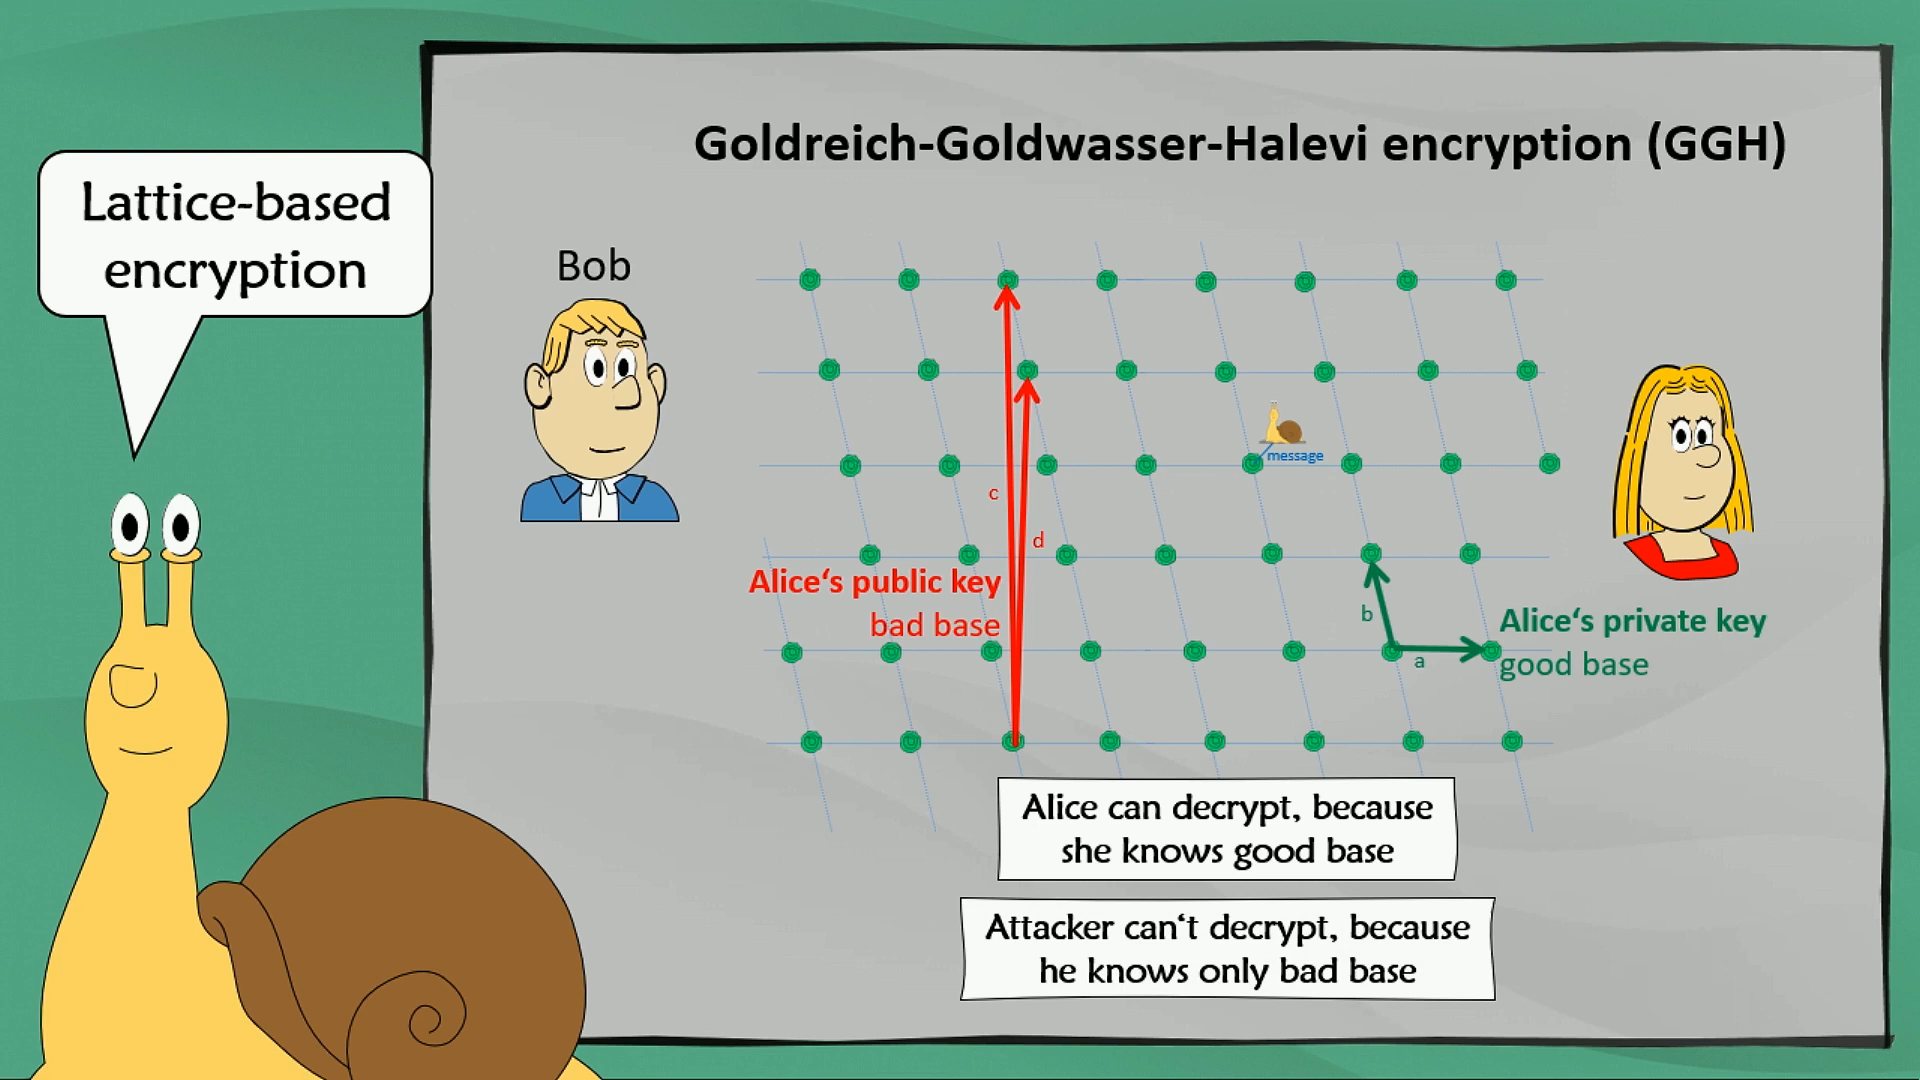 Goldreich-Goldwasser-Halevi encryption (GGH)
Lattice-based
encryption
Bob
message
c
d
Alice‘s public key
bad base
b
a
Alice‘s private key
good base
Alice can decrypt, because
she knows good base
Attacker can‘t decrypt, because
he knows only bad base